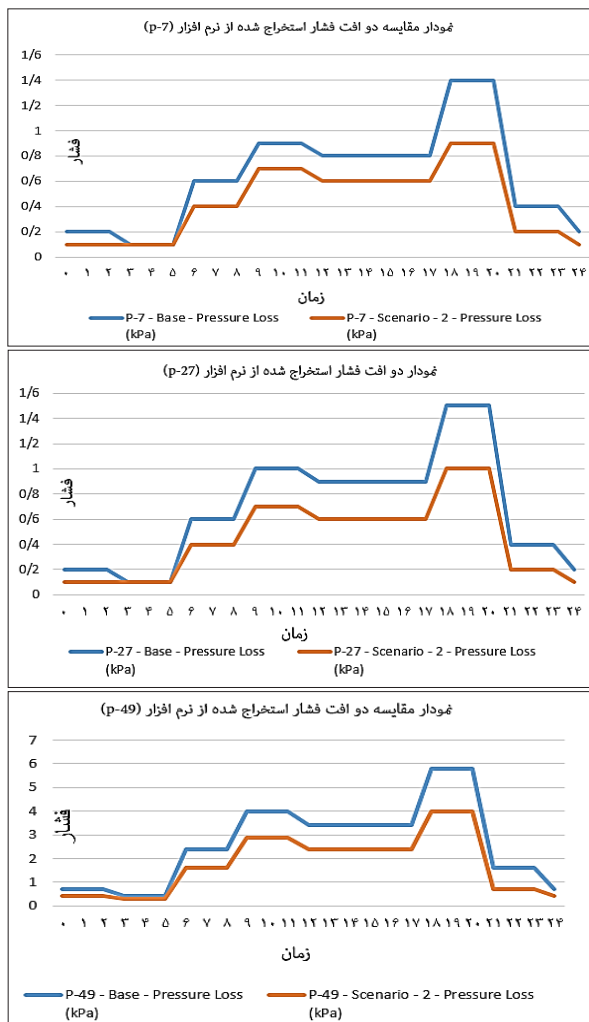 نمودار مقایسه دو افت فشار استخراج شده از نرم افزار (p-7)
1/6
1/4
1/2
1
0/8
0/6
0/4
0/2
0
فشار
۰ ۱ ۲ ۳ ۴ ۵ ۶ ۷ ۸ ۹ ۱۰ ۱۱ ۱۲ ۱۳ ۱۴ ۱۵ ۱۶ ۱۷ ۱۸ ۱۹ ۲۰ ۲۱ ۲۲ ۲۳ ۲۴
زمان
P-7 - Base - Pressure Loss
(kPa)
P-7 - Scenario - 2 - Pressure Loss
(kPa)
نمودار دو افت فشار استخراج شده از نرم افزار (p-27)
1/6
1/4
1/2
1
0/8
0/6
0/4
0/2
0
فشار
۰ ۱ ۲ ۳ ۴ ۵ ۶ ۷ ۸ ۹ ۱۰ ۱۱ ۱۲ ۱۳ ۱۴ ۱۵ ۱۶ ۱۷ ۱۸ ۱۹ ۲۰ ۲۱ ۲۲ ۲۳ ۲۴
زمان
P-27 - Base - Pressure Loss
(kPa)
P-27 - Scenario - 2 - Pressure Loss
(kPa)
نمودار مقایسه دو افت فشار استخراج شده از نرم افزار (p-49)
7
6
5
4
3
2
1
0
فشار
۰ ۱ ۲ ۳ ۴ ۵ ۶ ۷ ۸ ۹ ۱۰ ۱۱ ۱۲ ۱۳ ۱۴ ۱۵ ۱۶ ۱۷ ۱۸ ۱۹ ۲۰ ۲۱ ۲۲ ۲۳ ۲۴
زمان
P-49 - Base - Pressure Loss
(kPa)
P-49 - Scenario - 2 - Pressure Loss
(kPa)